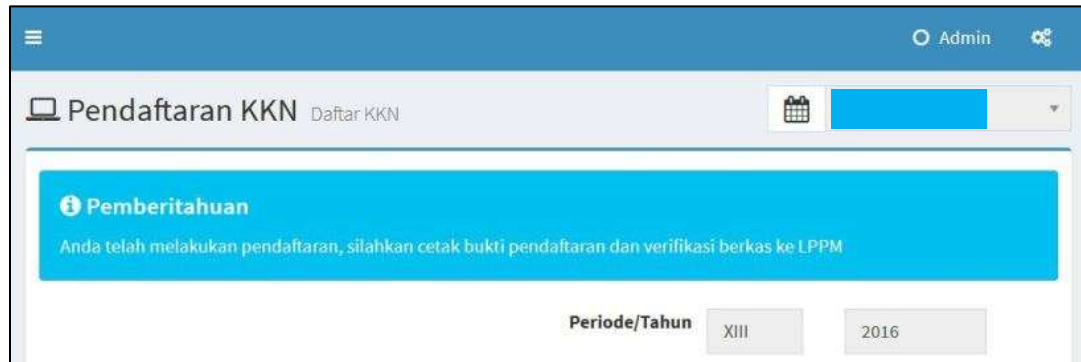 Admin
Pendaftaran KKN Daftar KKN
Pemberitahuan
Anda telah melakukan pendaftaran, silahkan cetak bukti pendaftaran dan verifikasi berkas ke LPPM
Periode/Tahun XIII 2016